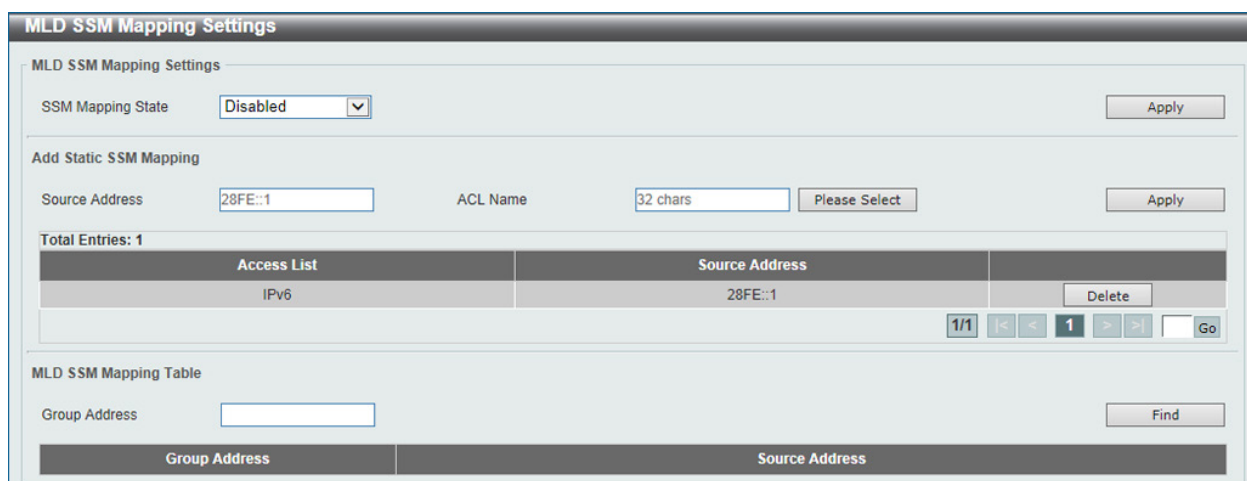 MLD SSM Mapping Settings
MLD SSM Mapping Settings
SSM Mapping State Disabled Apply
Add Static SSM Mapping
Source Address 28FE::1 ACL Name 32 chars Please Select Apply
Total Entries: 1
Access List Source Address
IPv6 28FE::1 Delete
1/1 |< < 1 > >| Go
MLD SSM Mapping Table
Group Address Find
Group Address Source Address